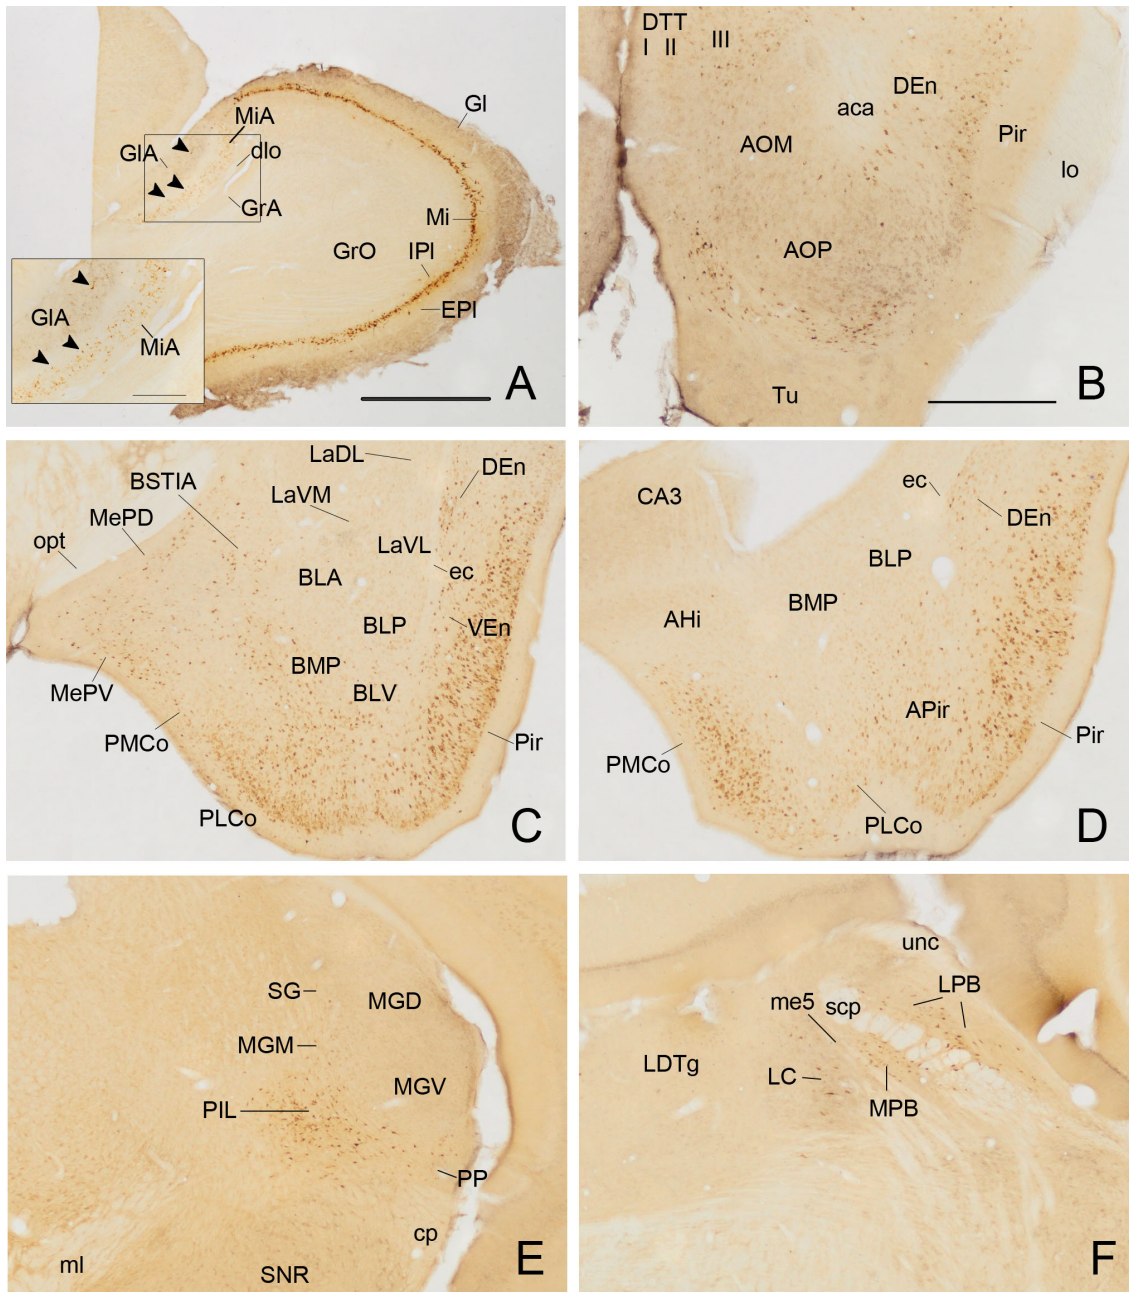 Gl
MiA
GlA
dlo
GrA
Mi
GrO
IPl
EPl
GlA
MiA
A
DTT
I II III
DEn
aca
Pir
AOM
lo
AOP
Tu
B
LaDL
DEn
BSTIA
LaVM
MePD
opt
LaVL
ec
BLA
BLP
VEn
BMP
MePV
BLV
PMCo
Pir
PLCo
C
CA3
ec
DEn
BLP
BMP
AHi
APir
Pir
PMCo
PLCo
D
SG
MGD
MGM
MGV
PIL
PP
cp
ml
SNR
E
unc
LPB
me5
scp
LDTg
LC
MPB
F